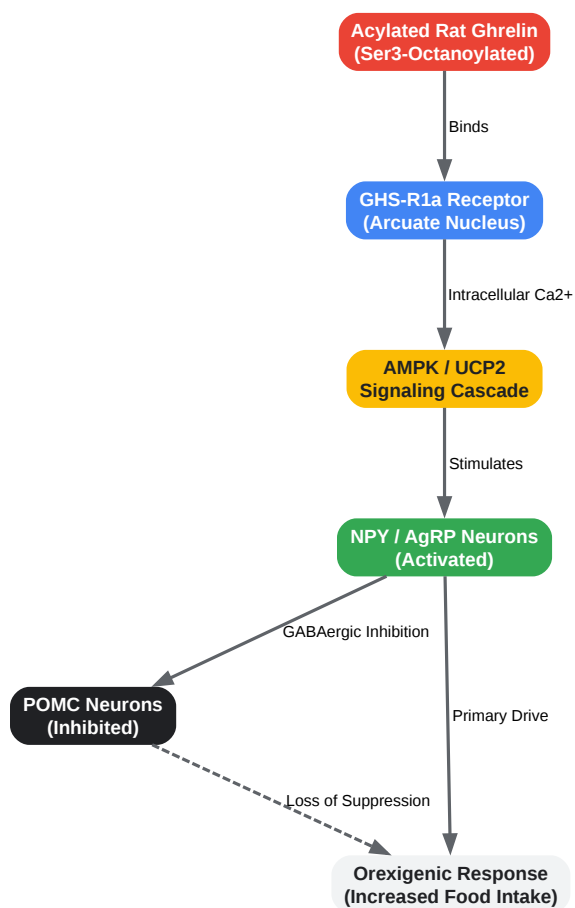 Acylated Rat Ghrelin
(Ser3-Octanoylated)
Binds
GHS-R1a Receptor
(Arcuate Nucleus)
Intracellular Ca2+
AMPK / UCP2
Signaling Cascade
Stimulates
NPY / AgRP Neurons
(Activated)
GABAergic Inhibition
POMC Neurons
(Inhibited)
Primary Drive
Loss of Suppression
Orexigenic Response
(Increased Food Intake)